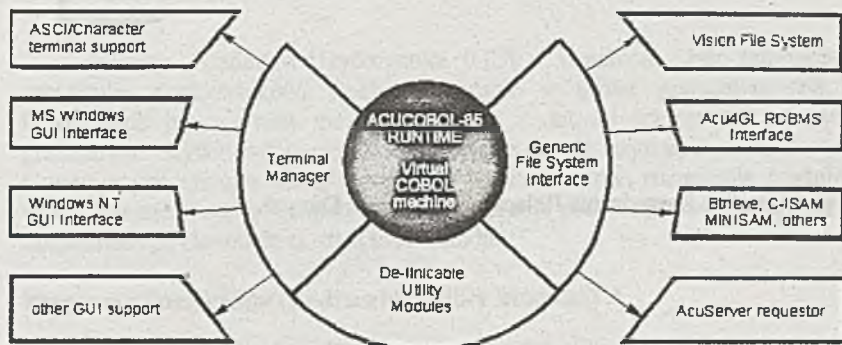 ASCI/Cnaracter
terminal support
MS Windows
GUI Interface
Windows NT
GUI Interface
other GUI support
Terminal
Manager
ACUCOBOL-85
RUNTIME
Virtual
COBOL
machine
De-linkable
Utility
Modules
Generic
File System
Interface
Vision File System
Acu4GL RDBMS
Interface
Btrieve, C-ISAM
MINISAM, others
AcuServer requestor